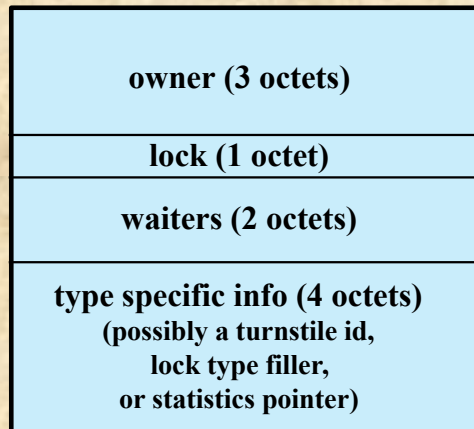 owner (3 octets)
lock (1 octet)
waiters (2 octets)
type specific info (4 octets)
(possibly a turnstile id,
lock type filler,
or statistics pointer)